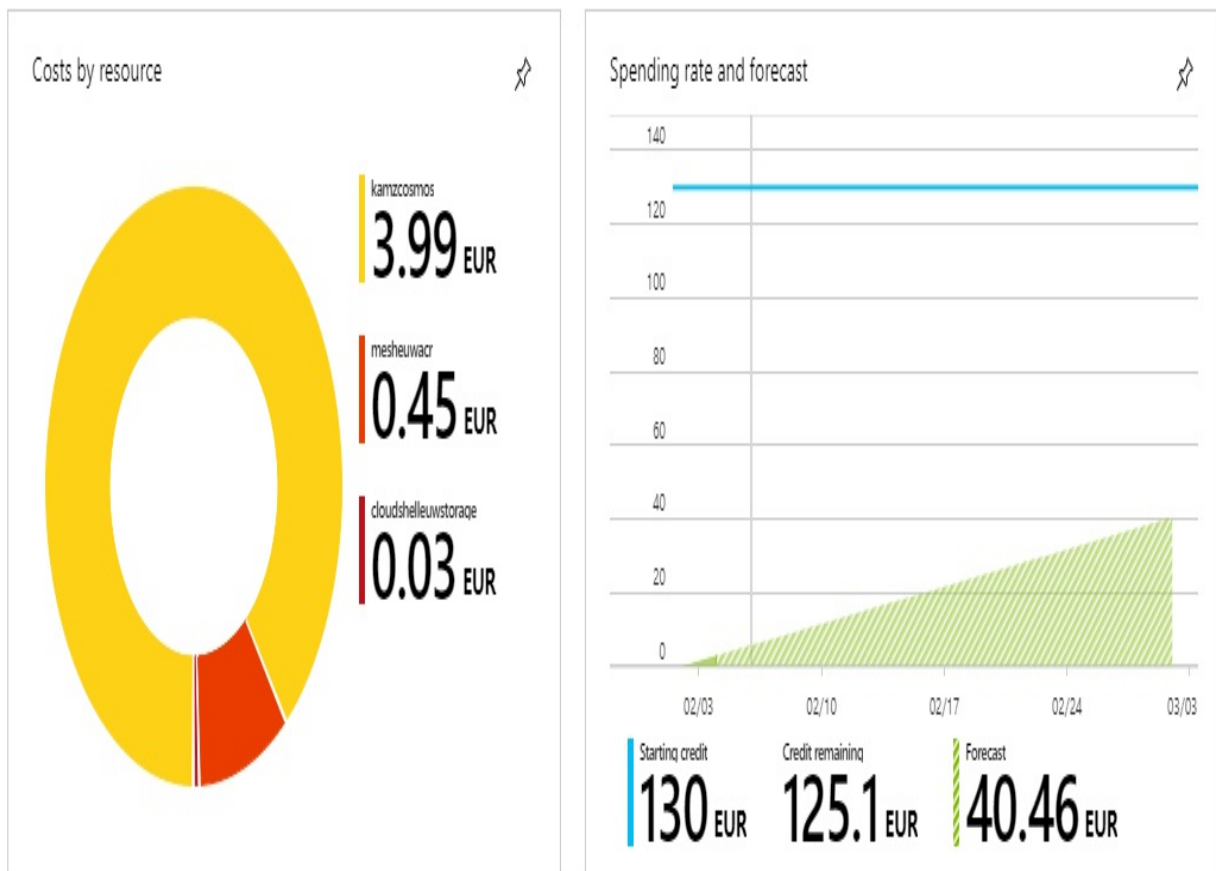 Costs by resource
kamzcosmos
3.99 EUR
mesheuwacr
0.45 EUR
cloudshelleuwstorage
0.03 EUR
Spending rate and forecast
140
120
100
80
60
40
20
0
02/03 02/10 02/17 02/24 03/03
Starting credit
130 EUR
Credit remaining
125.1 EUR
Forecast
40.46 EUR